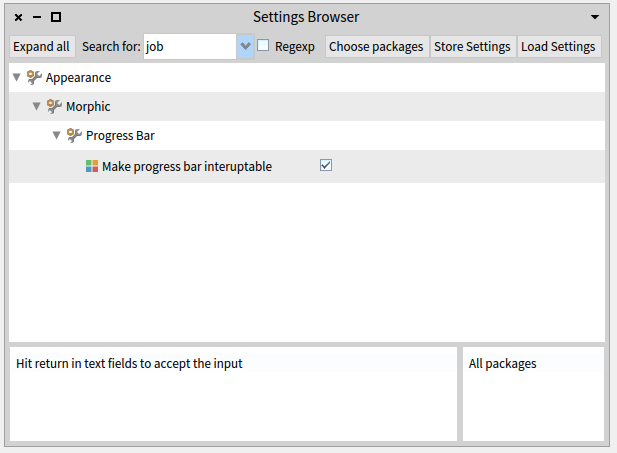 Settings Browser
Expand all Search for: job Regexp Choose packages Store Settings Load Settings
Appearance
Morphic
Progress Bar
Make progress bar interuptable
Hit return in text fields to accept the input All packages